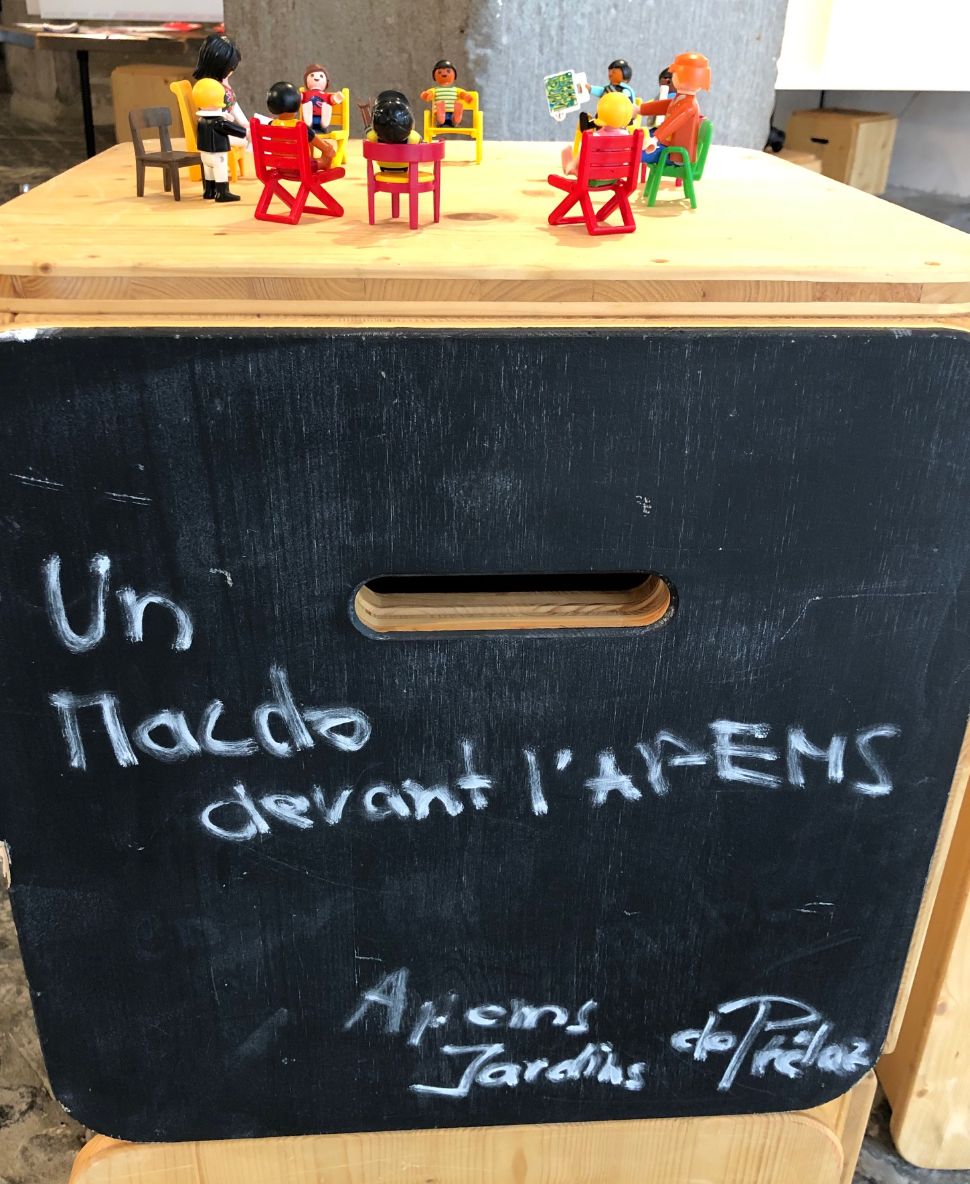 Un
Macdo
devant l'APEMS
Apems
Jardins de Prélaz